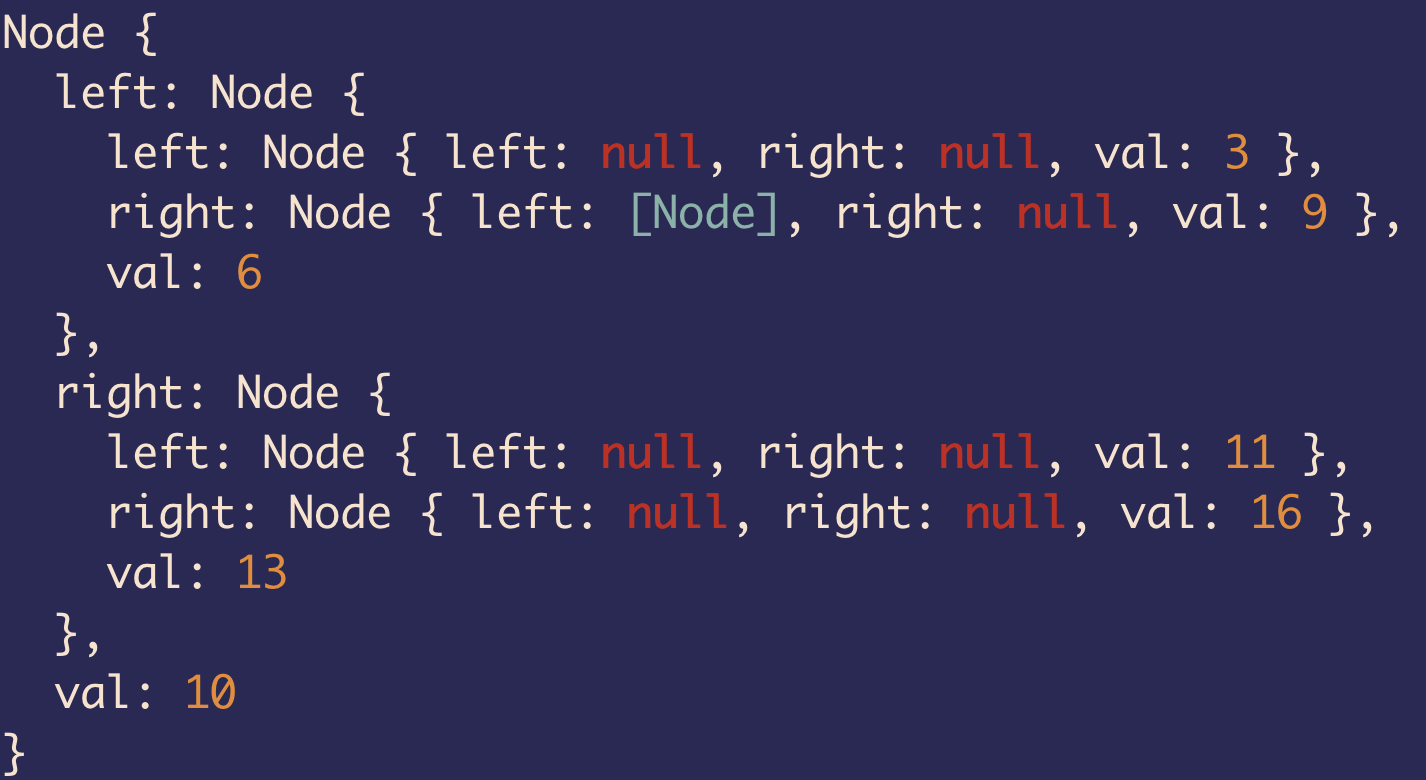 Node {
  left: Node {
    left: Node { left: null, right: null, val: 3 },
    right: Node { left: [Node], right: null, val: 9 },
    val: 6
  },
  right: Node {
    left: Node { left: null, right: null, val: 11 },
    right: Node { left: null, right: null, val: 16 },
    val: 13
  },
  val: 10
}